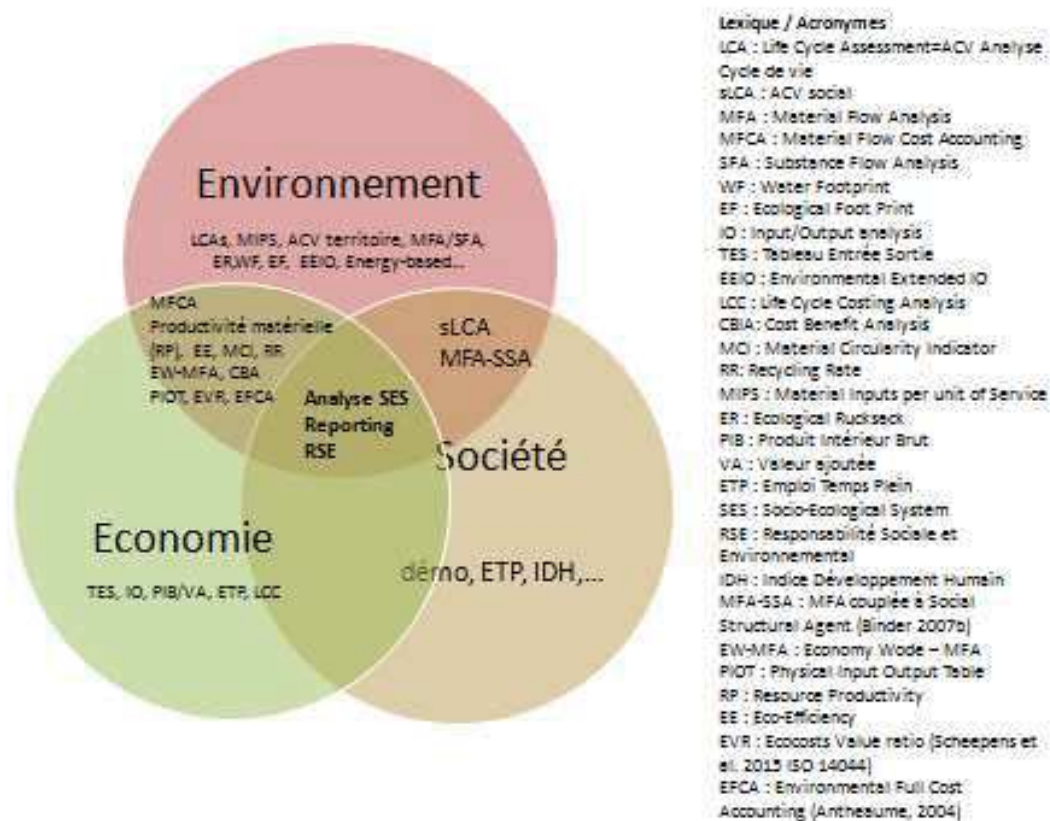 Environnement
LCAs, MIPS, ACV territoire, MFA/SFA,
ER,WF, EF, EEIO, Energy-based...
MFCA
Productivité matérielle
(RP), EE, MCI, RR
EW-MFA, CBA
PIOT, EVR, EFCA
sLCA
MFA-SSA
Analyse SES
Reporting
RSE
Société
démo, ETP, IDH,...
Economie
TES, IO, PIB/VA, ETP, LCC
Lexique / Acronymes
LCA : Life Cycle Assessment=ACV Analyse
Cycle de vie
sLCA : ACV social
MFA : Material Flow Analysis
MFCA : Material Flow Cost Accounting
SFA : Substance Flow Analysis
WF : Water Footprint
EF : Ecological Foot Print
IO : Input/Output analysis
TES : Tableau Entrée Sortie
EEIO : Environmental Extended IO
LCC : Life Cycle Costing Analysis
CBIA: Cost Benefit Analysis
MCI : Material Circularity Indicator
RR: Recycling Rate
MIPS : Material Inputs per unit of Service
ER : Ecological Rucksack
PIB : Produit Intérieur Brut
VA : Valeur ajoutée
ETP : Emploi Temps Plein
SES : Socio-Ecological System
RSE : Responsabilité Sociale et
Environnemental
IDH : Indice Développement Humain
MFA-SSA : MFA couplée à Social
Structural Agent (Binder 2007b)
EW-MFA : Economy Wode – MFA
PIOT : Physical Input Output Table
RP : Resource Productivity
EE : Eco-Efficiency
EVR : Ecocosts Value ratio (Scheepens et
al. 2015 ISO 14044)
EFCA : Environmental Full Cost
Accounting (Antheaume, 2004)